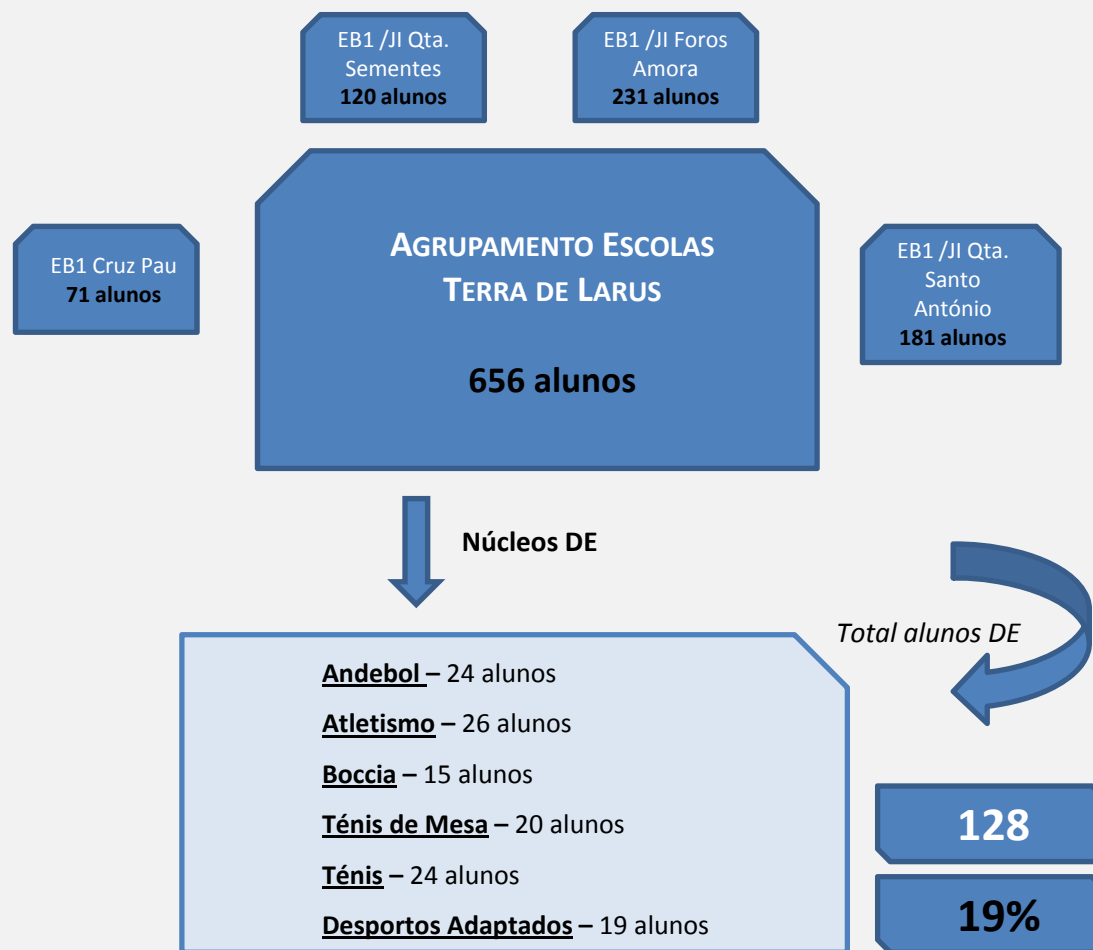 EB1 /JI Qta.
Sementes
120 alunos
EB1 /JI Foros
Amora
231 alunos
EB1 Cruz Pau
71 alunos
AGRUPAMENTO ESCOLAS
TERRA DE LARUS
656 alunos
EB1 /JI Qta.
Santo
António
181 alunos
Núcleos DE
Total alunos DE
Andebol – 24 alunos
Atletismo – 26 alunos
Boccia – 15 alunos
Ténis de Mesa – 20 alunos
Ténis – 24 alunos
Desportos Adaptados – 19 alunos
128
19%